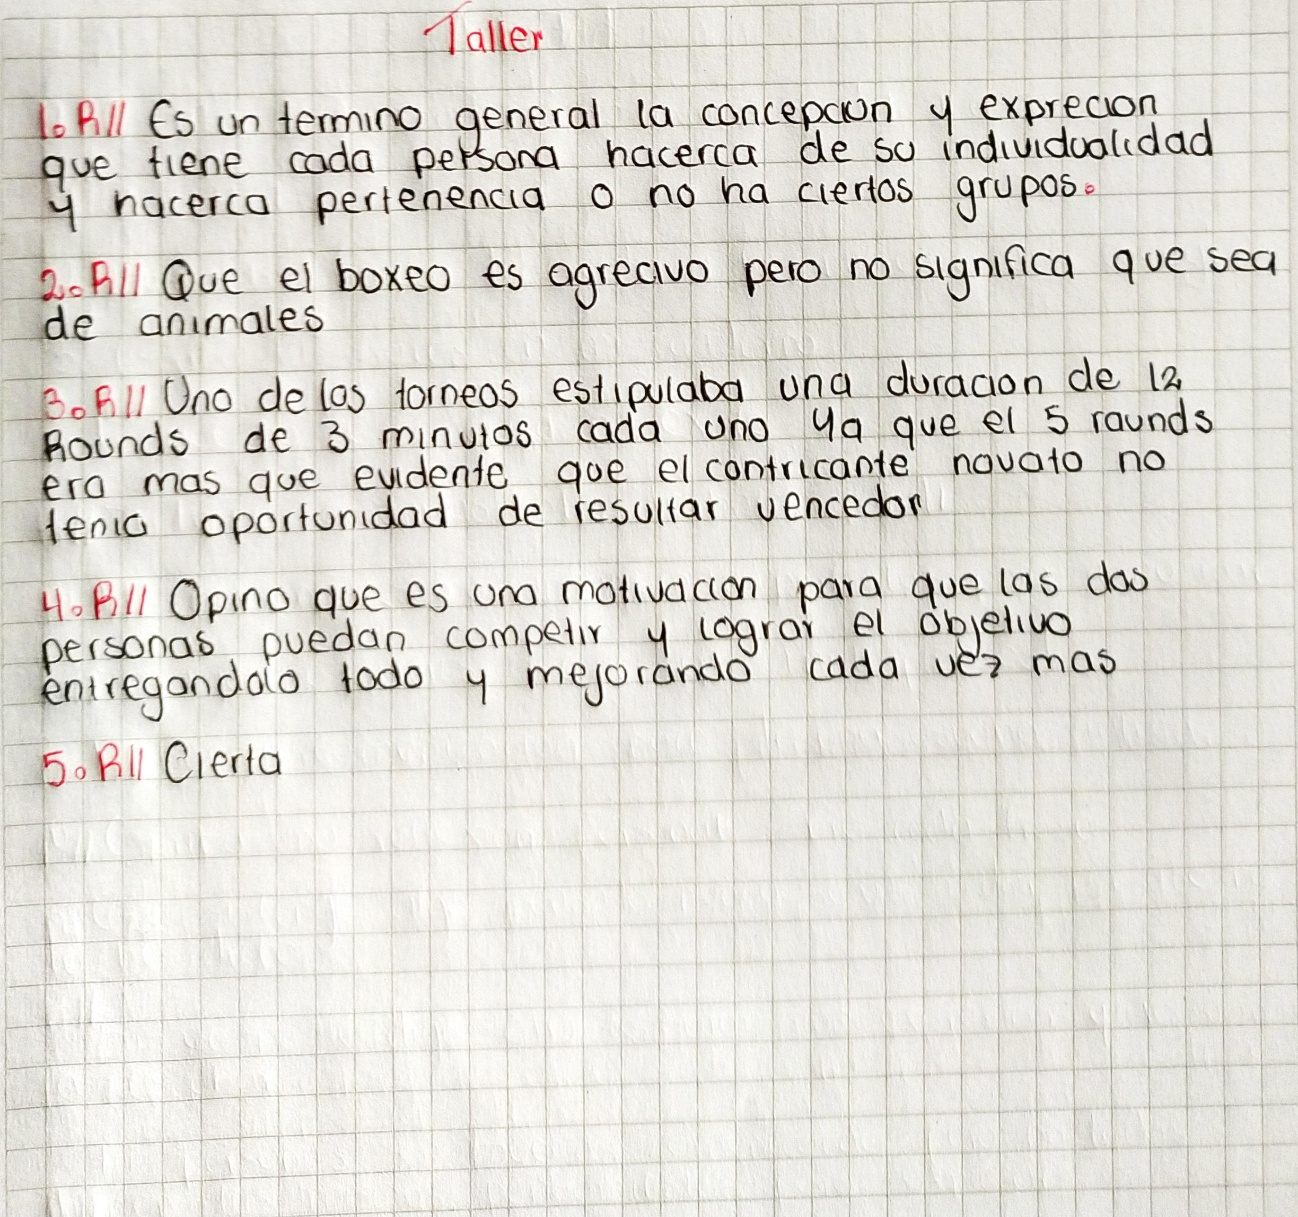 Taller
1. R// Es un termino general la concepcion y exprecion
que tiene cada persona hacerca de su individualidad
y hacerca pertenencia o no ha ciertos grupos.
2. R// Que el boxeo es agrecivo pero no significa que sea
de animales
3. R// Uno de los torneos estipulaba una duracion de 12
Rounds de 3 minutos cada uno ya que el 5 raunds
era mas que evidente que el contricante novato no
tenia oportunidad de resultar vencedor
4. R// Opino que es una motivaccion para que las dos
personas puedan competir y lograr el objetivo
entregandolo todo y mejorando cada vez mas
5. R// Cierta